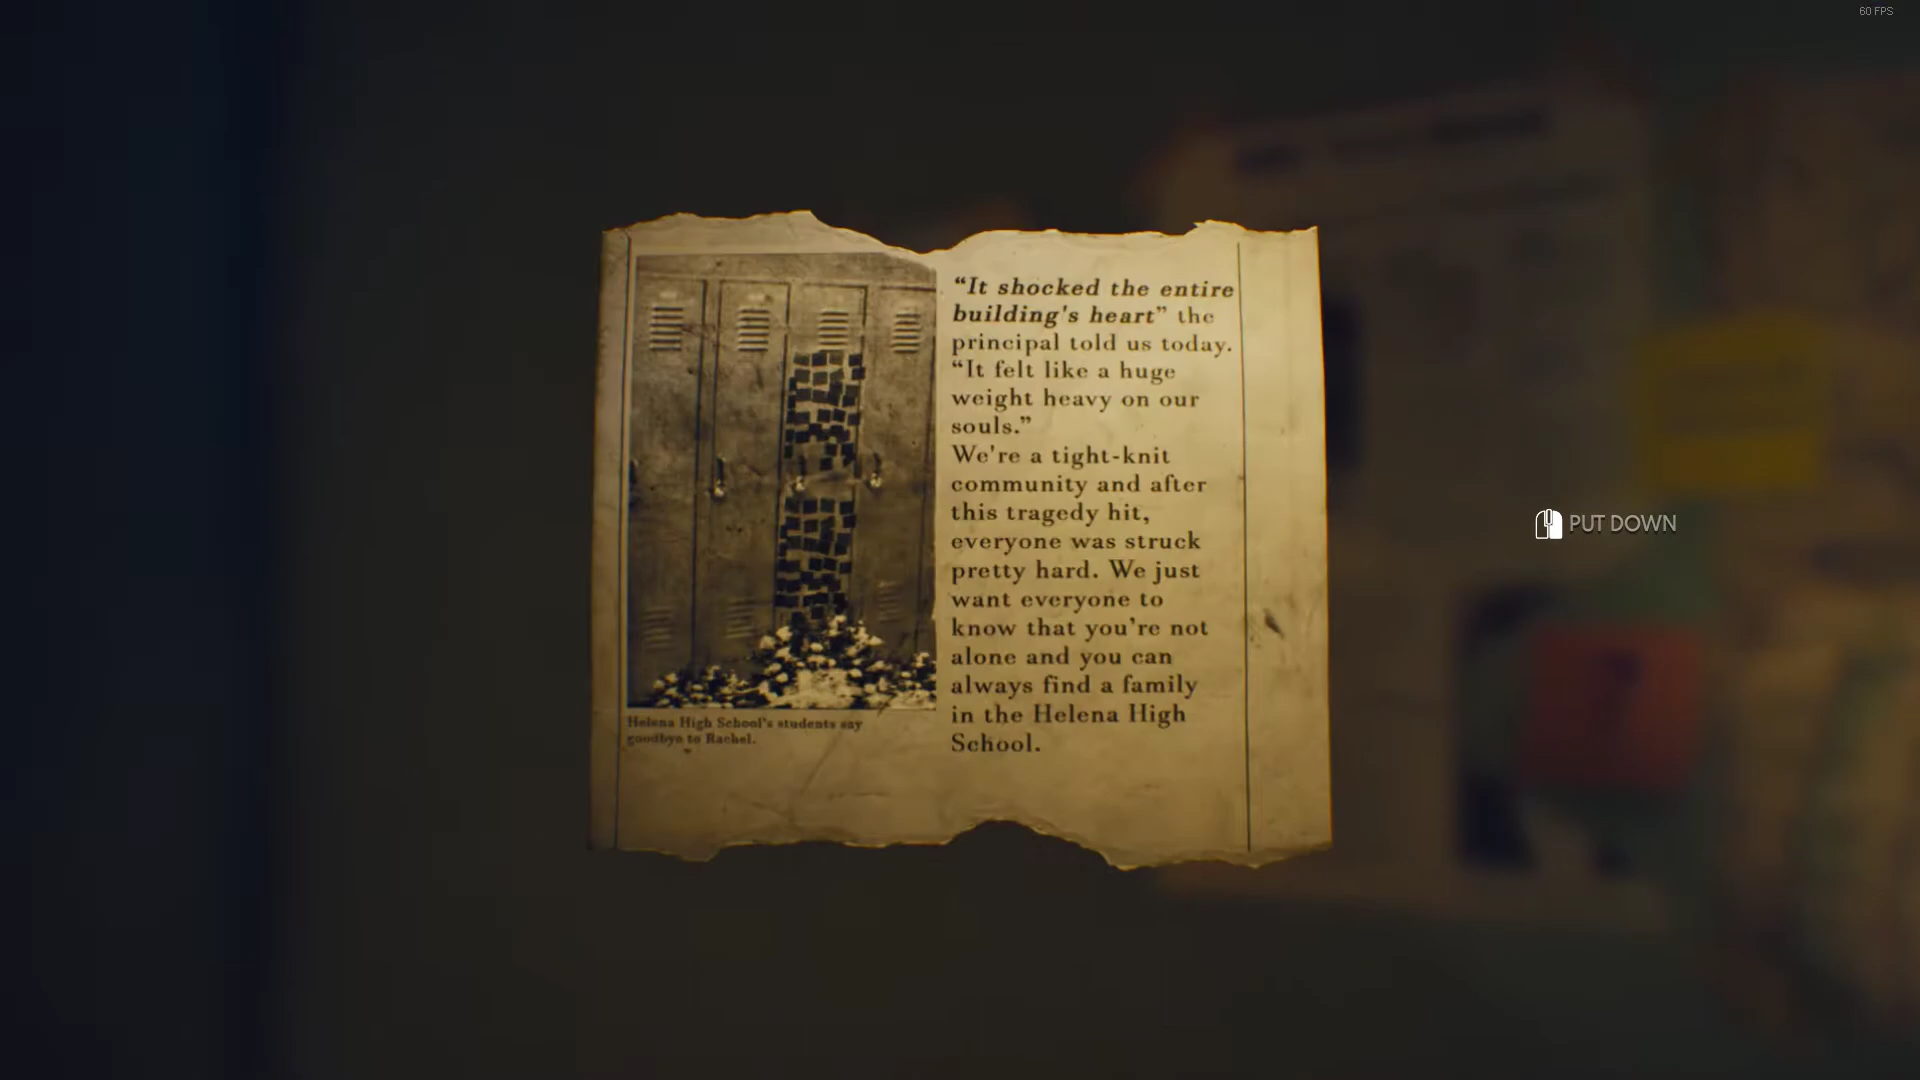 60 FPS
“It shocked the entire
building's heart” the
principal told us today.
“It felt like a huge
weight heavy on our
souls.”
We're a tight-knit
community and after
this tragedy hit,
everyone was struck
pretty hard. We just
want everyone to
know that you're not
alone and you can
always find a family
in the Helena High
School.
Helena High School's students say
goodbye to Rachel.
PUT DOWN